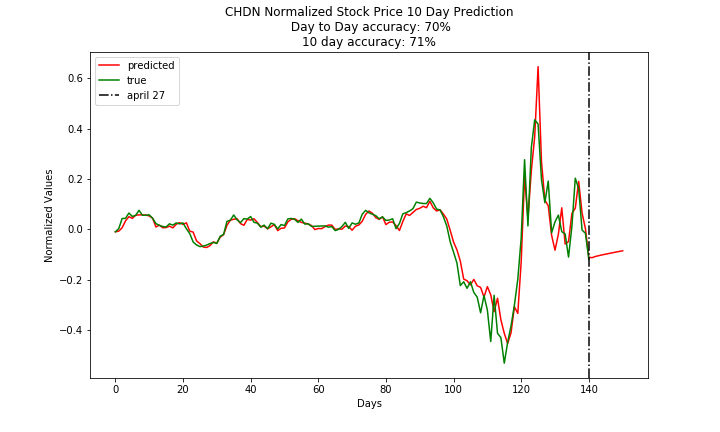 CHDN Normalized Stock Price 10 Day Prediction
Day to Day accuracy: 70%
10 day accuracy: 71%
predicted
true
april 27
Normalized Values
0.6
0.4
0.2
0.0
−0.2
−0.4
0 20 40 60 80 100 120 140
Days